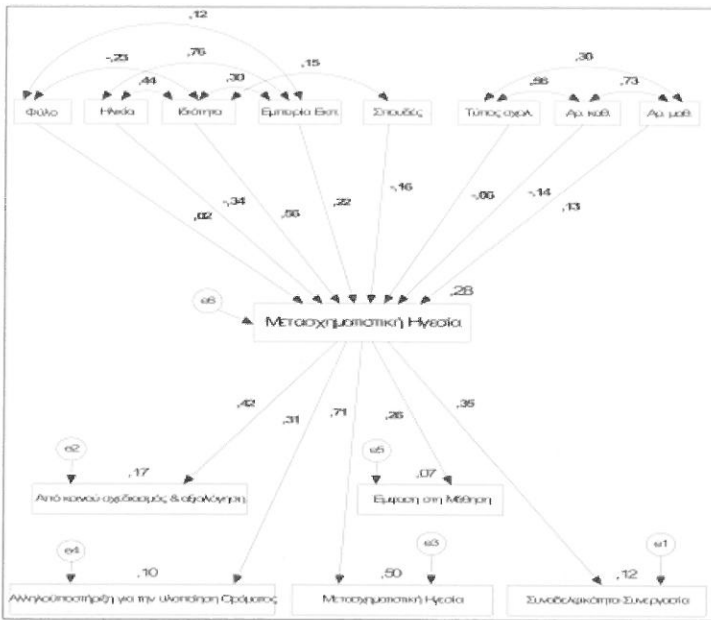 ,12
-,23 ,76 ,36
,44 ,30 ,15 ,56 ,73
Φύλο Ηλικία Ιδιότητα Εμπειρία Εκπ. Σπουδές Τύπος σχολ. Αρ. καθ. Αρ. μαθ.
,02 -,34 ,55 ,22 -,16 -,06 -,14 ,13
e6 ,28
Μετασχηματιστική Ηγεσία
,42 ,31 ,71 ,26 ,35
e2 e5
,17 ,07
Από κοινού σχεδιασμός & αξιολόγηση Εμφαση στη Μάθηση
e4 e3 e1
,10 ,50 ,12
Αλληλοϋποστήριξη για την υλοποίηση Οράματος Μετασχηματιστική Ηγεσία Συναδελφικότητα-Συνεργασία